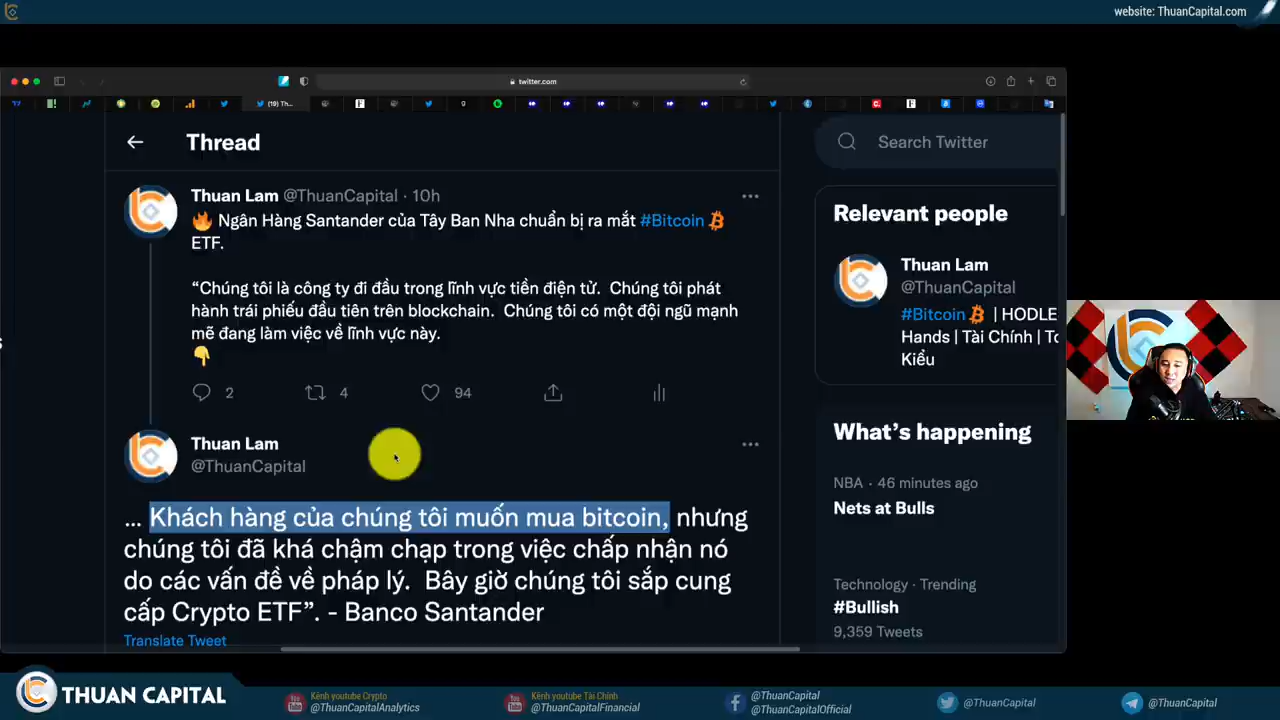 website: ThuanCapital.com
twitter.com
(19) Th...
Thread
Search Twitter
Thuan Lam @ThuanCapital · 10h
🔥 Ngân Hàng Santander của Tây Ban Nha chuẩn bị ra mắt #Bitcoin
ETF.
“Chúng tôi là công ty đi đầu trong lĩnh vực tiền điện tử. Chúng tôi phát
hành trái phiếu đầu tiên trên blockchain. Chúng tôi có một đội ngũ mạnh
mẽ đang làm việc về lĩnh vực này.
👇
2 4 94
Thuan Lam
@ThuanCapital
... Khách hàng của chúng tôi muốn mua bitcoin, nhưng
chúng tôi đã khá chậm chạp trong việc chấp nhận nó
do các vấn đề về pháp lý. Bây giờ chúng tôi sắp cung
cấp Crypto ETF”. - Banco Santander
Translate Tweet
Relevant people
Thuan Lam
@ThuanCapital
#Bitcoin | HODLE
Hands | Tài Chính | To
Kiểu
What’s happening
NBA · 46 minutes ago
Nets at Bulls
Technology · Trending
#Bullish
9,359 Tweets
THUAN CAPITAL
Kênh youtube Crypto
@ThuanCapitalAnalytics
Kênh youtube Tài Chính
@ThuanCapitalFinancial
@ThuanCapital
@ThuanCapitalOfficial
@ThuanCapital
@ThuanCapital